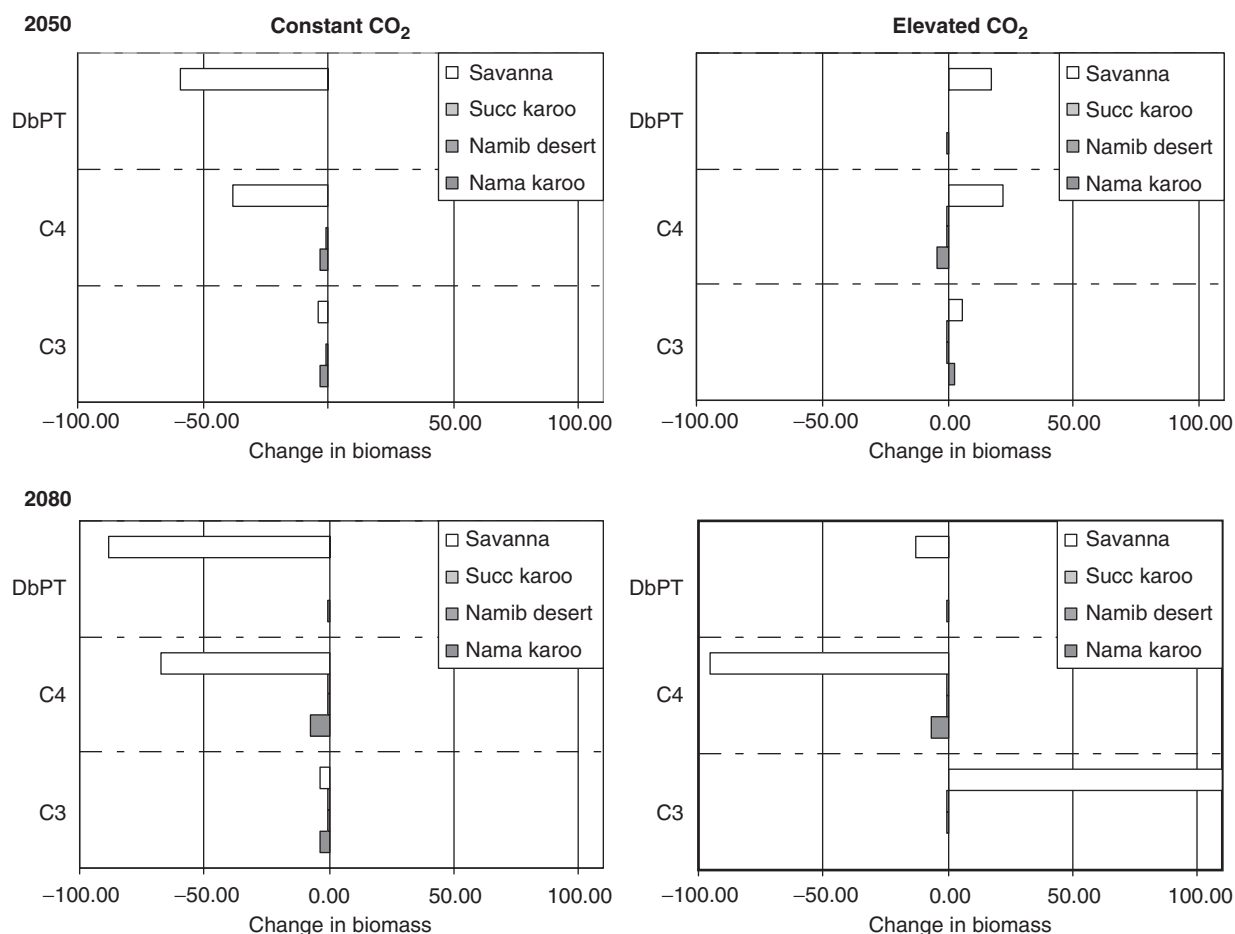 2050
Constant CO₂
Elevated CO₂
Savanna
Succ karoo
Namib desert
Nama karoo
DbPT
C4
C3
−100.00 −50.00 50.00 100.00
Change in biomass
Savanna
Succ karoo
Namib desert
Nama karoo
DbPT
C4
C3
−100.00 −50.00 0.00 50.00 100.00
Change in biomass
2080
Savanna
Succ karoo
Namib desert
Nama karoo
DbPT
C4
C3
−100.00 −50.00 0.00 50.00 100.00
Change in biomass
Savanna
Succ karoo
Namib desert
Nama karoo
DbPT
C4
C3
−100.00 −50.00 0.00 50.00 100.00
Change in biomass